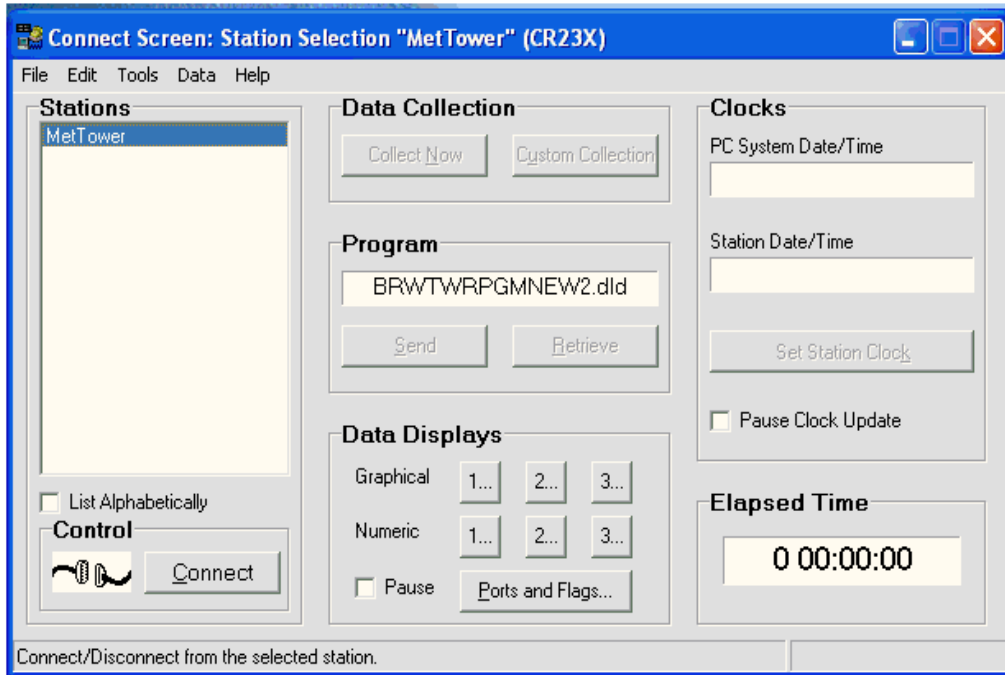 Connect Screen: Station Selection "MetTower" (CR23X)
File Edit Tools Data Help
Stations
MetTower
List Alphabetically
Control
Connect
Data Collection
Collect Now Custom Collection
Program
BRWTWRPGMNEW2.dld
Send Retrieve
Data Displays
Graphical 1... 2... 3...
Numeric 1... 2... 3...
Pause Ports and Flags...
Clocks
PC System Date/Time
Station Date/Time
Set Station Clock
Pause Clock Update
Elapsed Time
0 00:00:00
Connect/Disconnect from the selected station.